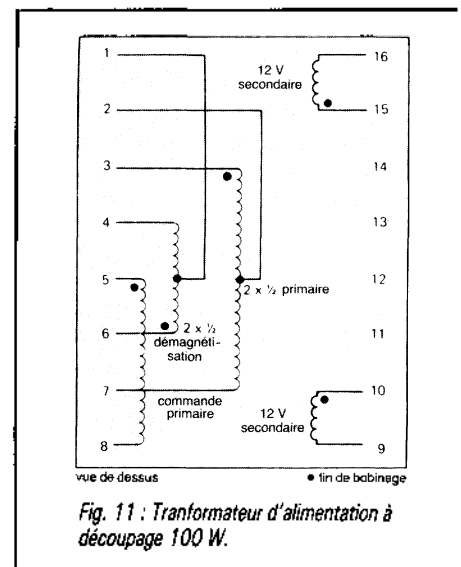 1
16
12 V
secondaire
2
15
3
14
4
13
5
12
2 x ½ primaire
6
2 x ½
démagnéti-
sation
11
7
10
commande
primaire
12 V
secondaire
8
9
vue de dessus
● fin de bobinage
Fig. 11 : Tranformateur d'alimentation à
découpage 100 W.